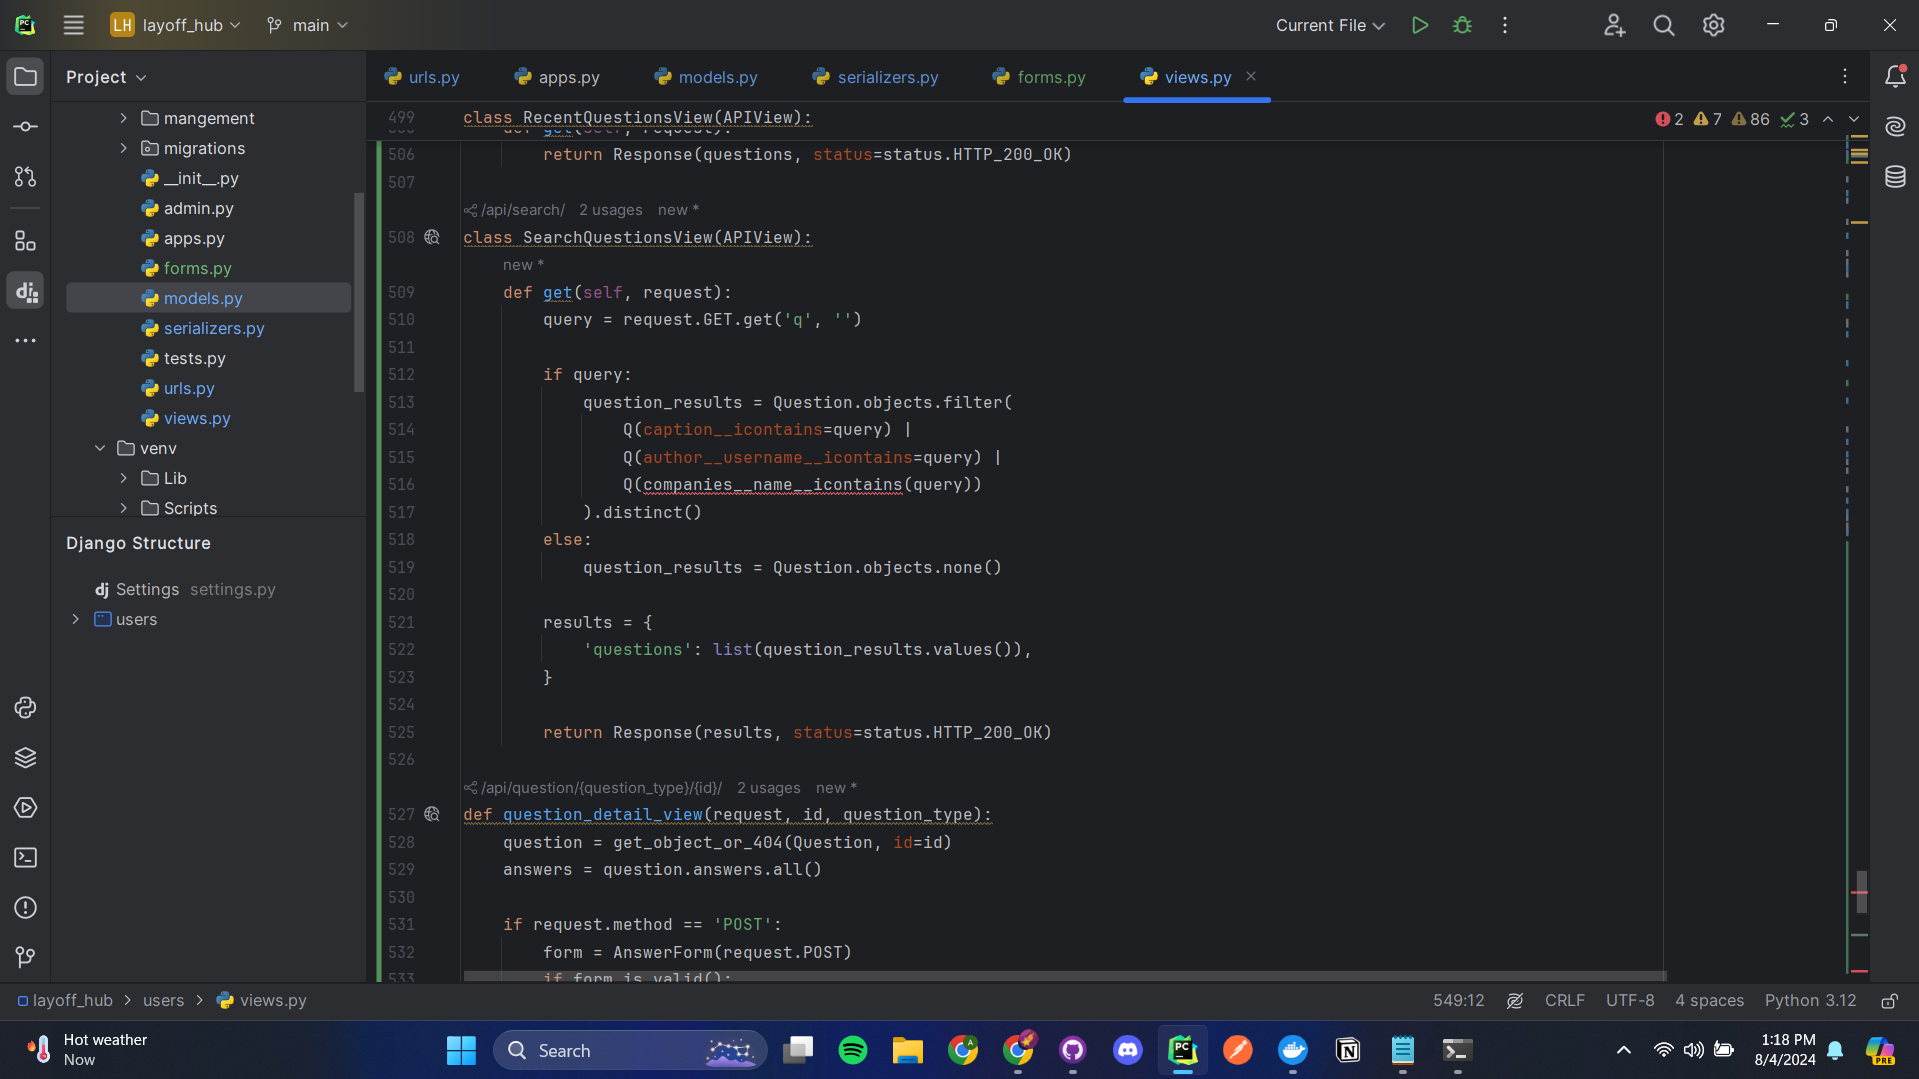 LH layoff_hub main Current File
Project
mangement
migrations
__init__.py
admin.py
apps.py
forms.py
models.py
serializers.py
tests.py
urls.py
views.py
venv
Lib
Scripts
Django Structure
dj Settings settings.py
users
urls.py apps.py models.py serializers.py forms.py views.py
499 class RecentQuestionsView(APIView): 2 7 86 3
def get(self, request):
506 return Response(questions, status=status.HTTP_200_OK)
507
/api/search/ 2 usages new *
508 class SearchQuestionsView(APIView):
new *
509 def get(self, request):
510 query = request.GET.get('q', '')
511
512 if query:
513 question_results = Question.objects.filter(
514 Q(caption__icontains=query) |
515 Q(author__username__icontains=query) |
516 Q(companies__name__icontains(query))
517 ).distinct()
518 else:
519 question_results = Question.objects.none()
520
521 results = {
522 'questions': list(question_results.values()),
523 }
524
525 return Response(results, status=status.HTTP_200_OK)
526
/api/question/{question_type}/{id}/ 2 usages new *
527 def question_detail_view(request, id, question_type):
528 question = get_object_or_404(Question, id=id)
529 answers = question.answers.all()
530
531 if request.method == 'POST':
532 form = AnswerForm(request.POST)
533 if form.is_valid():
layoff_hub > users > views.py 549:12 CRLF UTF-8 4 spaces Python 3.12
Hot weather
Now
Search
1:18 PM
8/4/2024
PRE